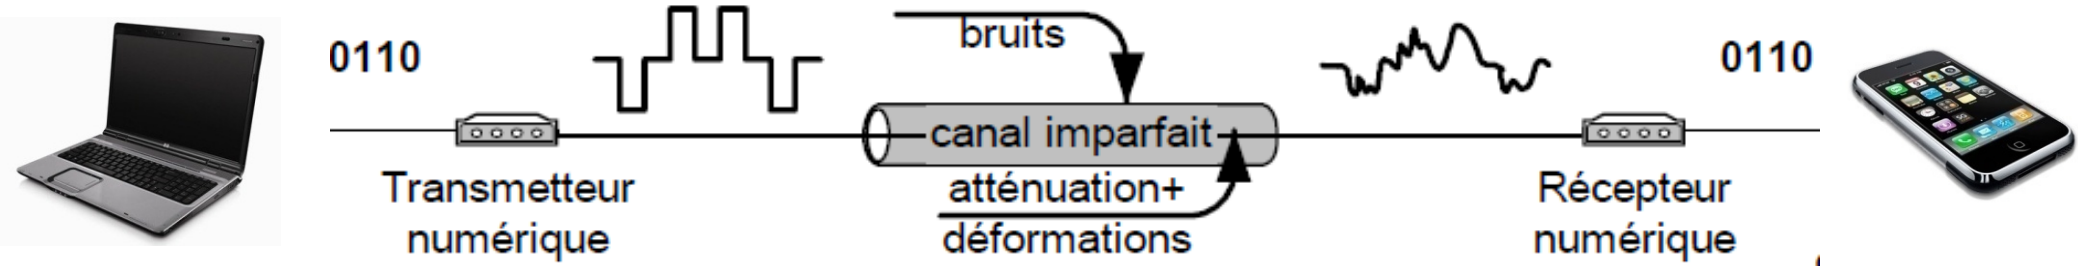 0110
bruits
0110
canal imparfait
Transmetteur
numérique
atténuation+
déformations
Récepteur
numérique